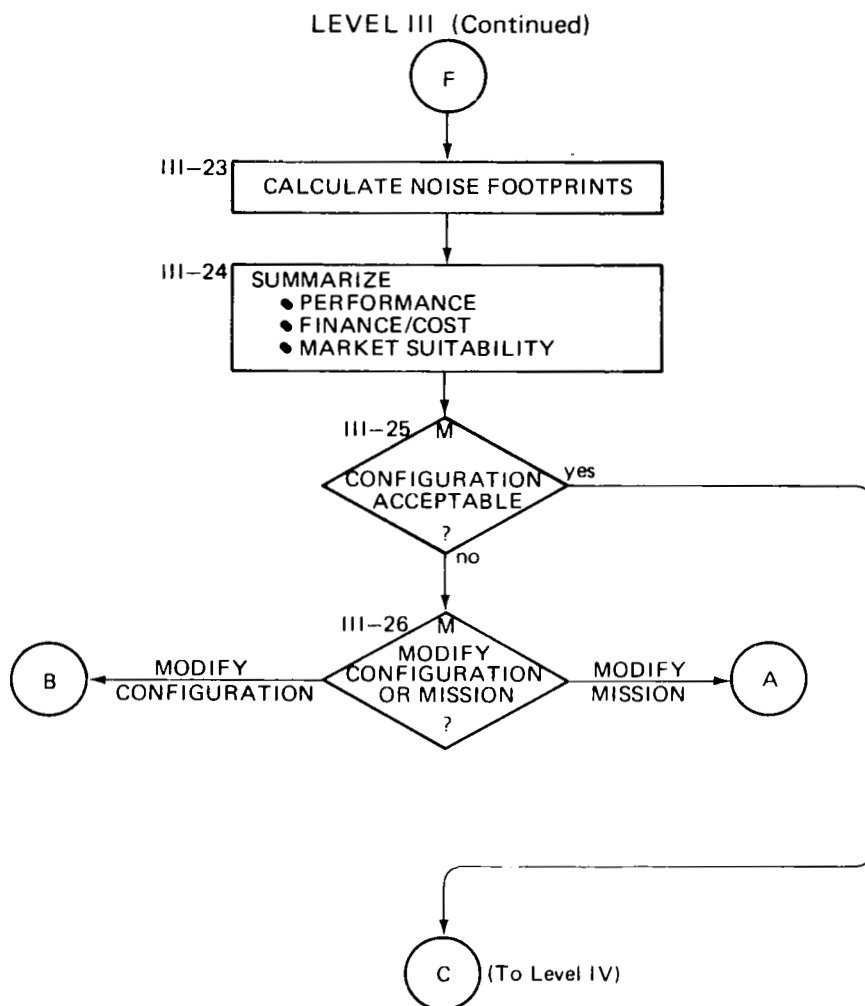 LEVEL III (Continued)
F
III-23
CALCULATE NOISE FOOTPRINTS
III-24
SUMMARIZE
• PERFORMANCE
• FINANCE/COST
• MARKET SUITABILITY
III-25
M
CONFIGURATION
ACCEPTABLE
?
yes
no
III-26
M
MODIFY
CONFIGURATION
OR MISSION
?
B
MODIFY
CONFIGURATION
MODIFY
MISSION
A
C
(To Level IV)